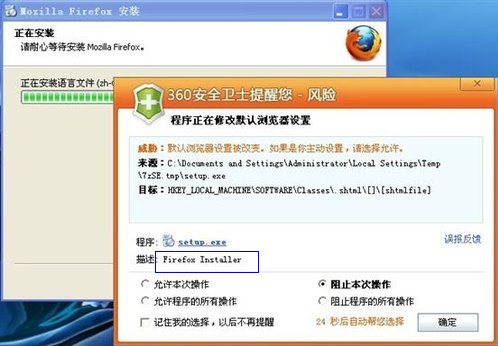 Mozilla Firefox 安装
正在安装
请耐心等待安装 Mozilla Firefox。
正在安装语言文件 (zh-
360安全卫士提醒您 - 风险
程序正在修改默认浏览器设置
威胁：默认浏览器设置被改变。如果是你主动设置，请选择允许。
来源：C:\Documents and Settings\Administrator\Local Settings\Temp
\7zSE.tmp\setup.exe
目标：HKEY_LOCAL_MACHINE\SOFTWARE\Classes\.shtml\[]\[shtmlfile]
程序： setup.exe
误报反馈
描述： Firefox Installer
允许本次操作 阻止本次操作
允许程序的所有操作 阻止程序的所有操作
记住我的选择，以后不再提醒 24 秒后自动帮您选择 确定